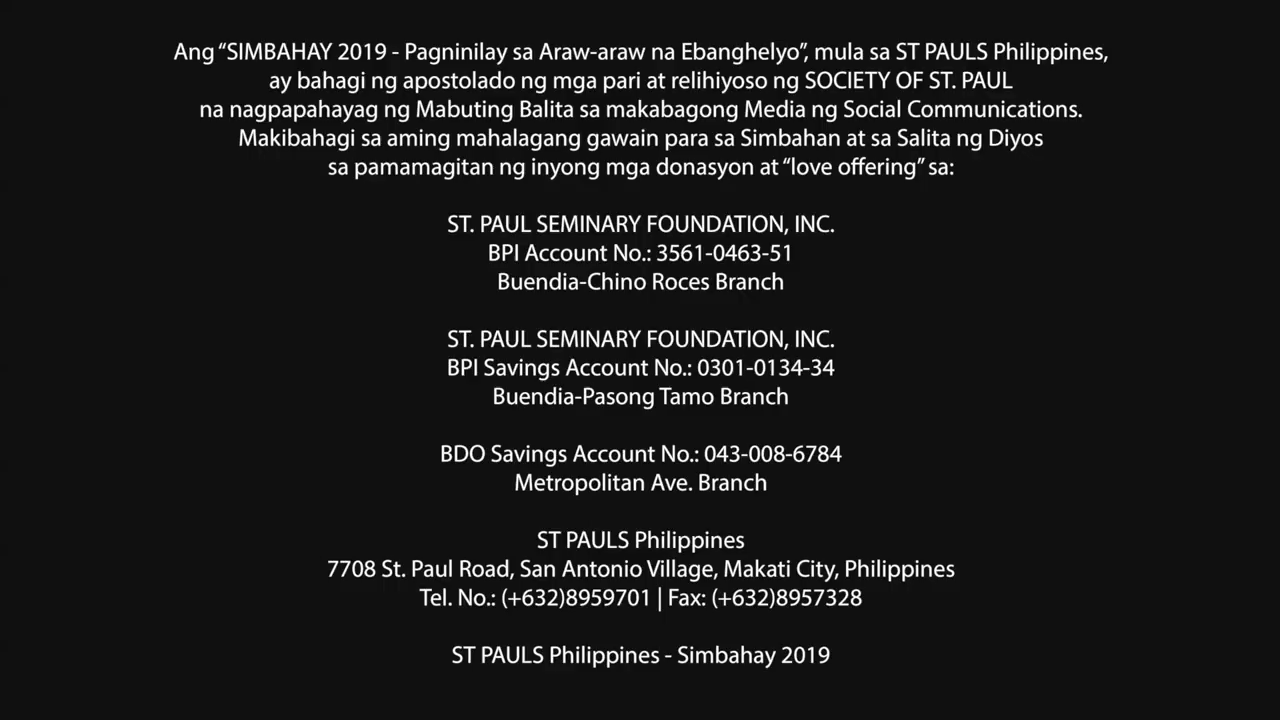 Ang “SIMBAHAY 2019 - Pagninilay sa Araw-araw na Ebanghelyo”, mula sa ST PAULS Philippines,
ay bahagi ng apostolado ng mga pari at relihiyoso ng SOCIETY OF ST. PAUL
na nagpapahayag ng Mabuting Balita sa makabagong Media ng Social Communications.
Makibahagi sa aming mahalagang gawain para sa Simbahan at sa Salita ng Diyos
sa pamamagitan ng inyong mga donasyon at “love offering” sa:
ST. PAUL SEMINARY FOUNDATION, INC.
BPI Account No.: 3561-0463-51
Buendia-Chino Roces Branch
ST. PAUL SEMINARY FOUNDATION, INC.
BPI Savings Account No.: 0301-0134-34
Buendia-Pasong Tamo Branch
BDO Savings Account No.: 043-008-6784
Metropolitan Ave. Branch
ST PAULS Philippines
7708 St. Paul Road, San Antonio Village, Makati City, Philippines
Tel. No.: (+632)8959701 | Fax: (+632)8957328
ST PAULS Philippines - Simbahay 2019